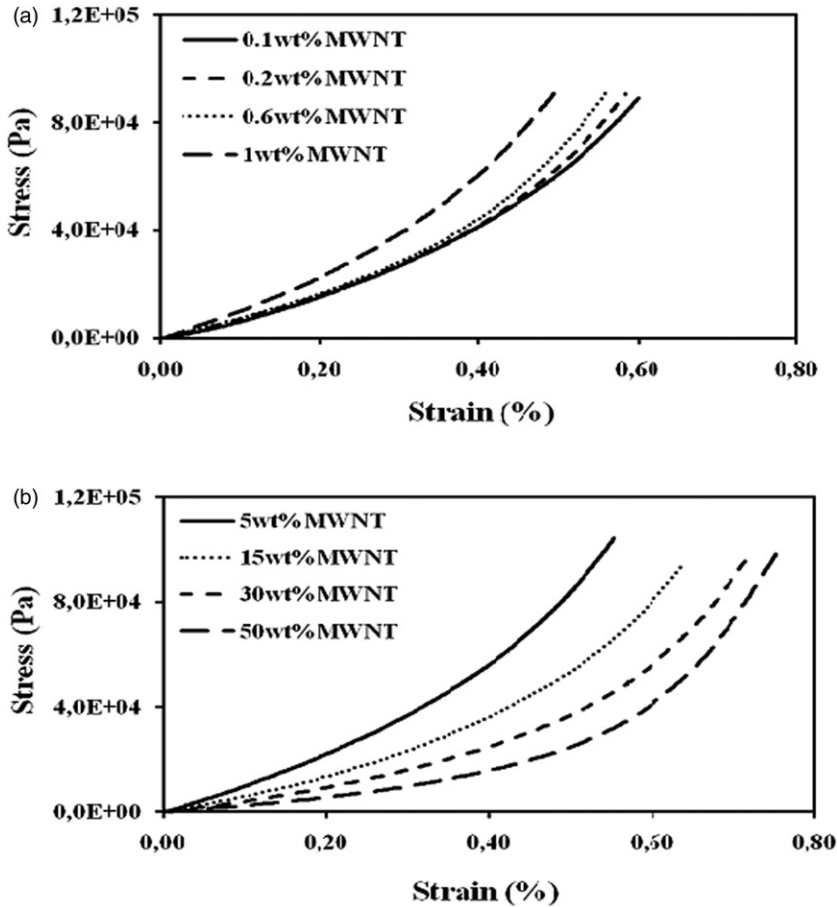 (a)
1,2E+05
8,0E+04
4,0E+04
0,0E+00
Stress (Pa)
0.1wt%MWNT
0.2wt%MWNT
0.6wt%MWNT
1wt%MWNT
0,00 0,20 0,40 0,60 0,80
Strain (%)
(b)
1,2E+05
8,0E+04
4,0E+04
0,0E+00
Stress (Pa)
5wt%MWNT
15wt%MWNT
30wt%MWNT
50wt%MWNT
0,00 0,20 0,40 0,60 0,80
Strain (%)